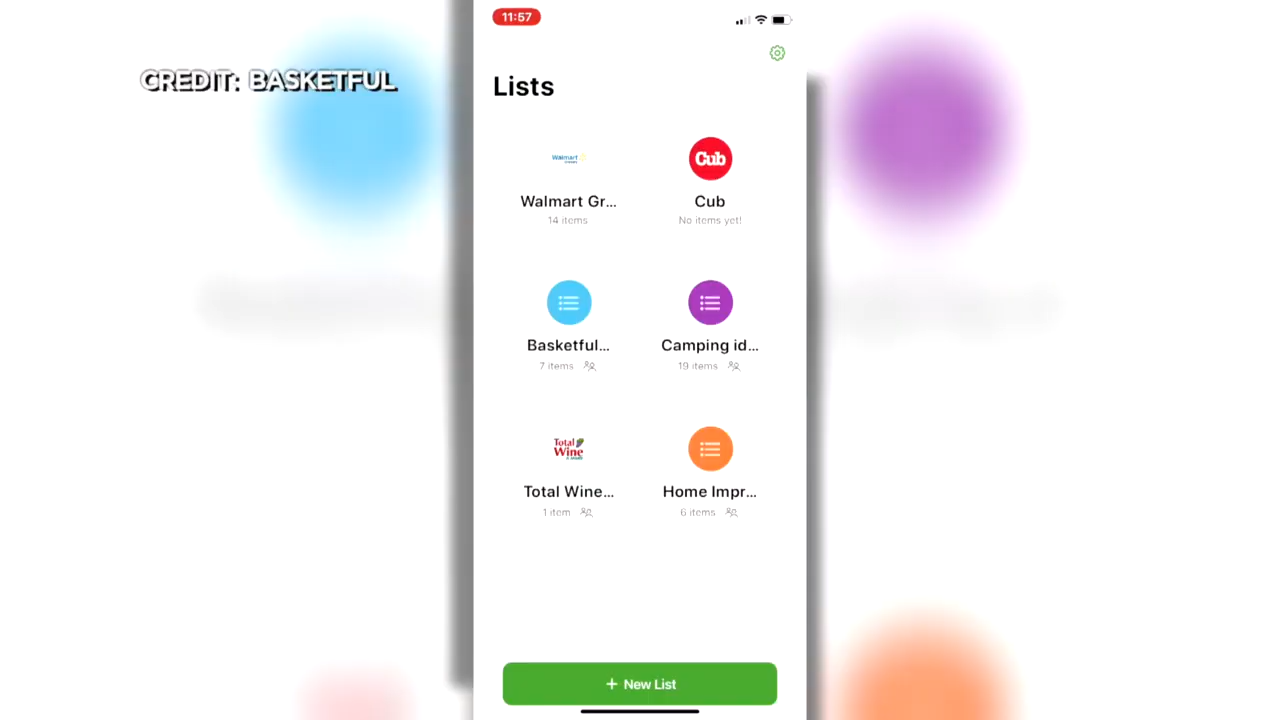 11:57
CREDIT: BASKETFUL
Lists
Walmart
Cub
Walmart Gr...
Cub
14 items
No items yet!
Basketful...
Camping id...
7 items
19 items
Total
Wine
Total Wine...
Home Impr...
1 item
6 items
+ New List